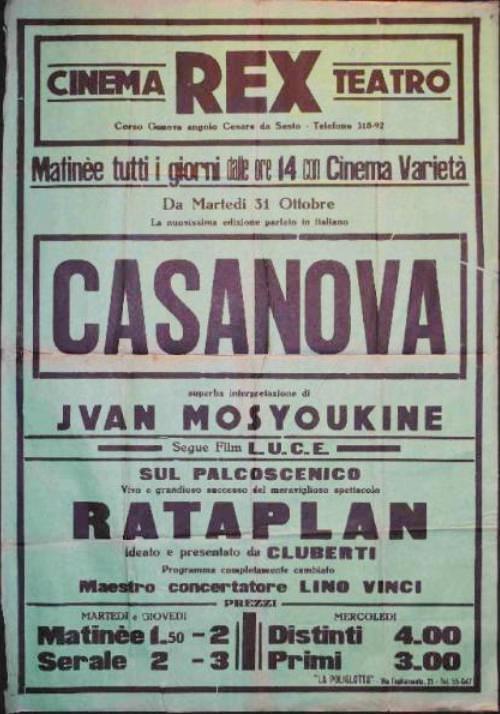 CINEMA REX TEATRO
Corso Genova angolo Cesare da Sesto - Telefono 318-92
Matinèe tutti i giorni dalle ore 14 con Cinema Varietà
Da Martedì 31 Ottobre
La nuovissima edizione parlato in italiano
CASANOVA
superba interpretazione di
JVAN MOSYOUKINE
Segue Film L.U.C.E.
SUL PALCOSCENICO
Vivo e grandioso successo del meraviglioso spettacolo
RATAPLAN
ideato e presentato da CLUBERTI
Programma completamente cambiato
Maestro concertatore LINO VINCI
PREZZI
MARTEDÌ e GIOVEDÌ
Matinèe 1.50 - 2
Serale 2 - 3
MERCOLEDÌ
Distinti 4.00
Primi 3.00
"LA POLIGLOTTA" - Via